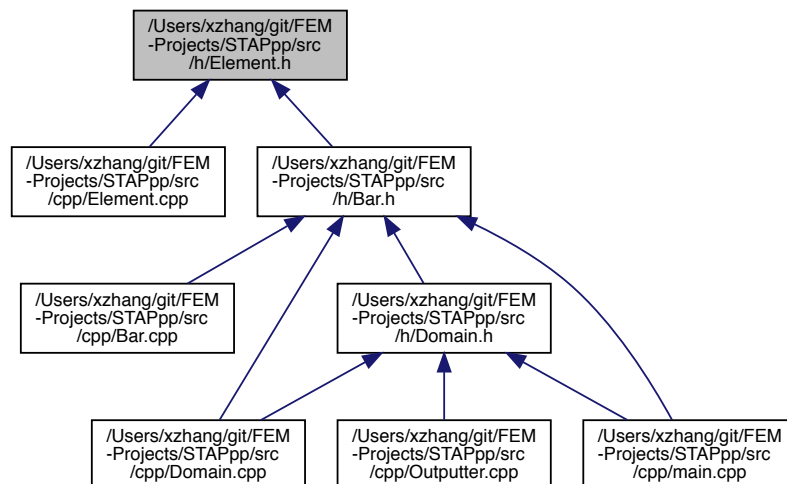 /Users/xzhang/git/FEM
-Projects/STAPpp/src
/h/Element.h
/Users/xzhang/git/FEM
-Projects/STAPpp/src
/cpp/Element.cpp
/Users/xzhang/git/FEM
-Projects/STAPpp/src
/h/Bar.h
/Users/xzhang/git/FEM
-Projects/STAPpp/src
/cpp/Bar.cpp
/Users/xzhang/git/FEM
-Projects/STAPpp/src
/h/Domain.h
/Users/xzhang/git/FEM
-Projects/STAPpp/src
/cpp/Domain.cpp
/Users/xzhang/git/FEM
-Projects/STAPpp/src
/cpp/Outputter.cpp
/Users/xzhang/git/FEM
-Projects/STAPpp/src
/cpp/main.cpp